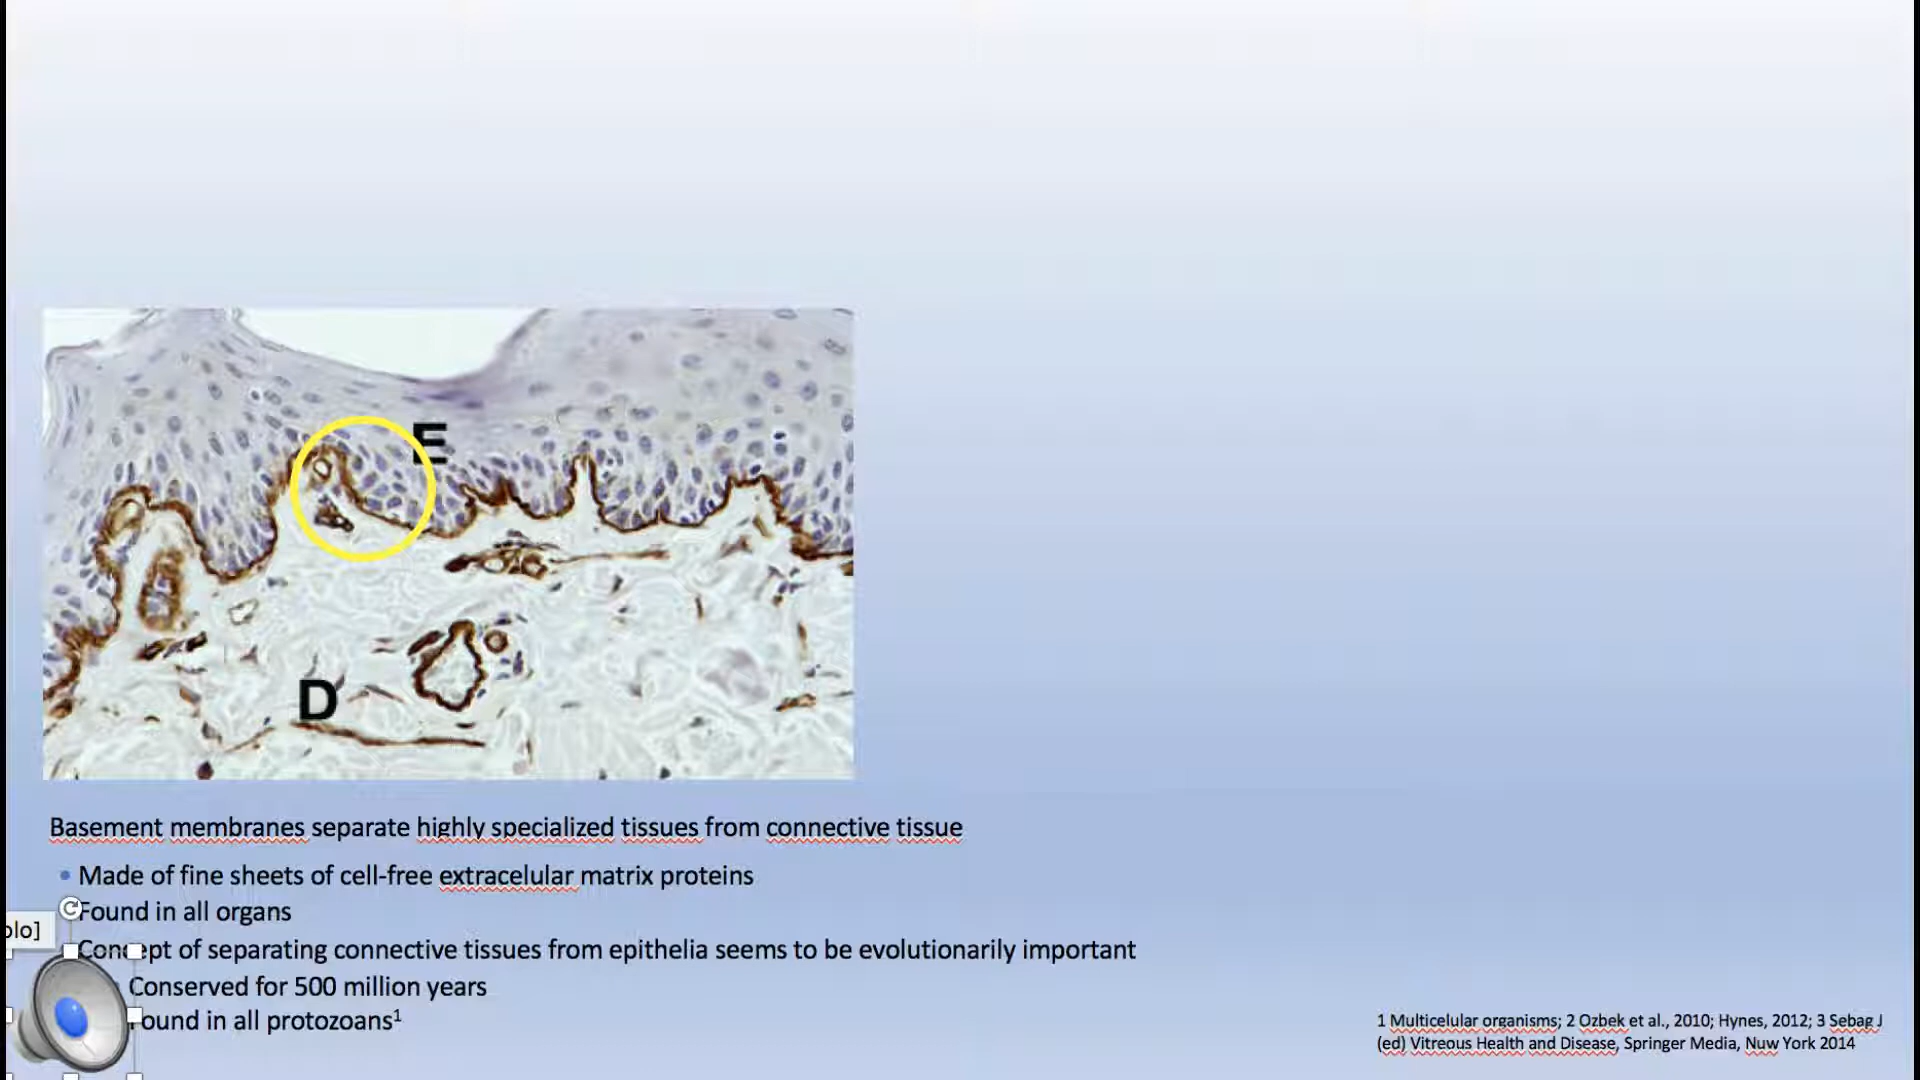 E
D
Basement membranes separate highly specialized tissues from connective tissue
• Made of fine sheets of cell-free extracelular matrix proteins
Found in all organs
olo]
Concept of separating connective tissues from epithelia seems to be evolutionarily important
Conserved for 500 million years
ound in all protozoans¹
1 Multicelular organisms; 2 Ozbek et al., 2010; Hynes, 2012; 3 Sebag J
(ed) Vitreous Health and Disease, Springer Media, Nuw York 2014